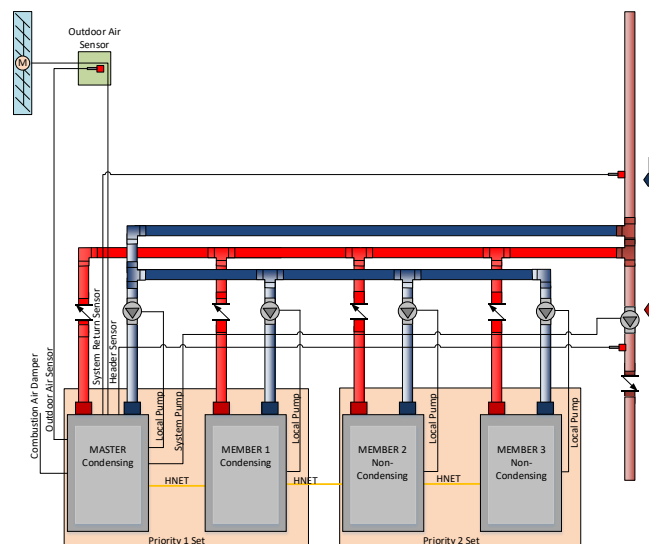 Outdoor Air
Sensor
M
Combustion Air Damper
Outdoor Air Sensor
System Return Sensor
Header Sensor
Local Pump
System Pump
Local Pump
Local Pump
Local Pump
MASTER
Condensing
MEMBER 1
Condensing
MEMBER 2
Non-
Condensing
MEMBER 3
Non-
Condensing
HNET
HNET
HNET
Priority 1 Set
Priority 2 Set